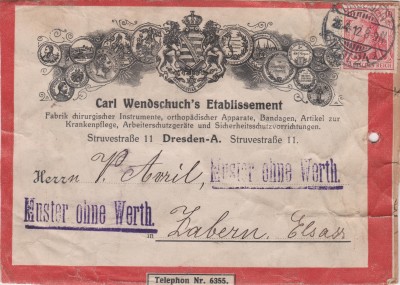 Carl Wendschuch's Etablissement
Fabrik chirurgischer Instrumente, orthopädischer Apparate, Bandagen, Artikel zur
Krankenpflege, Arbeiterschutzgeräte und Sicherheitsschutzvorrichtungen.
Struvestraße 11 Dresden-A. Struvestraße 11.
Herrn V. Avril,
Muster ohne Werth.
Muster ohne Werth.
in Zabern. Elsass
Telephon Nr. 6355.